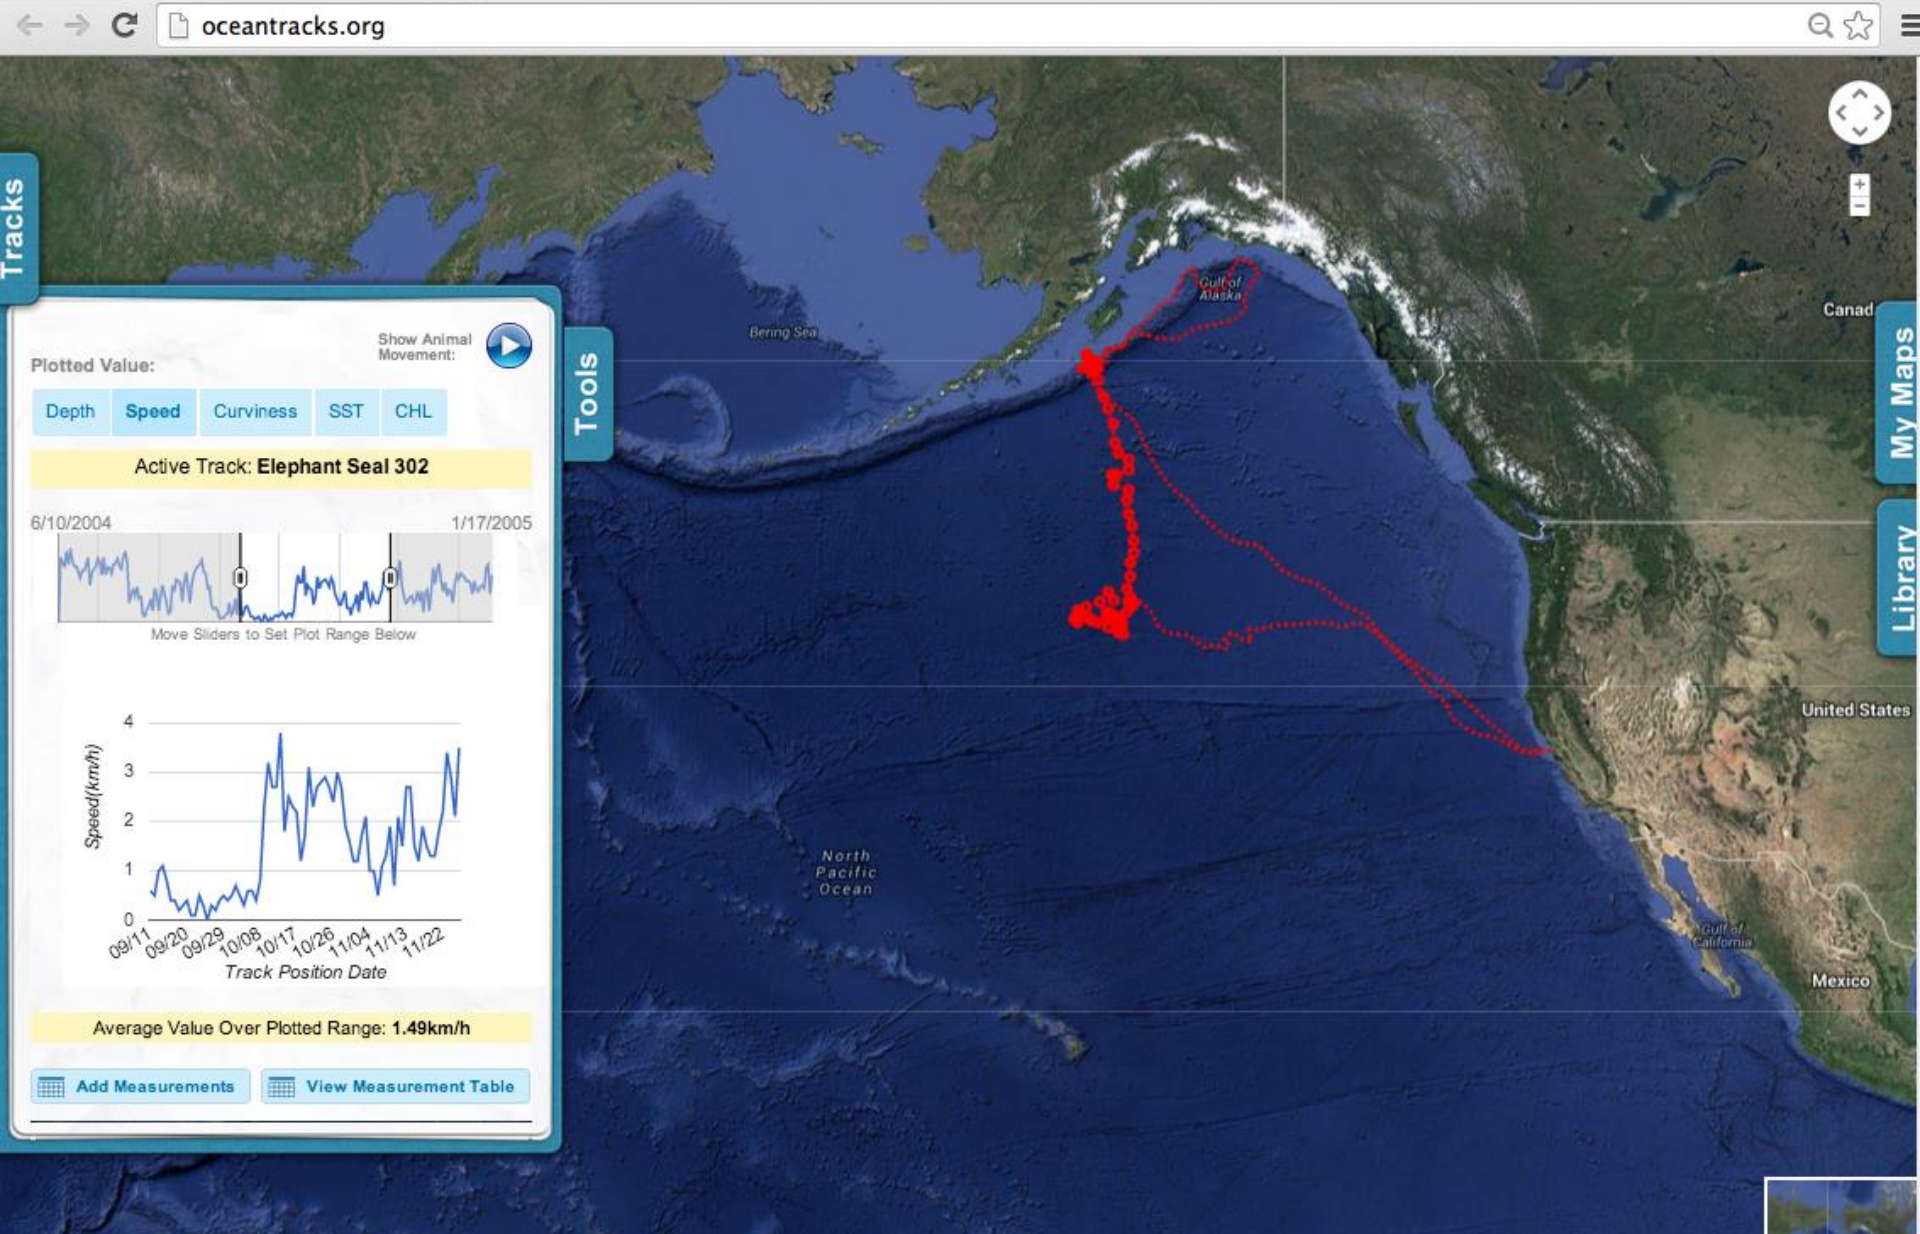 oceantracks.org
Tracks
Show Animal
Movement:
Plotted Value:
Depth
Speed
Curviness
SST
CHL
Active Track: Elephant Seal 302
6/10/2004
1/17/2005
Move Sliders to Set Plot Range Below
4
3
2
1
0
Speed(km/h)
09/11
09/20
09/29
10/08
10/17
10/26
11/04
11/13
11/22
Track Position Date
Average Value Over Plotted Range: 1.49km/h
Add Measurements
View Measurement Table
Tools
Bering Sea
Gulf of
Alaska
North
Pacific
Ocean
Canad
United States
Gulf of
California
Mexico
My Maps
Library